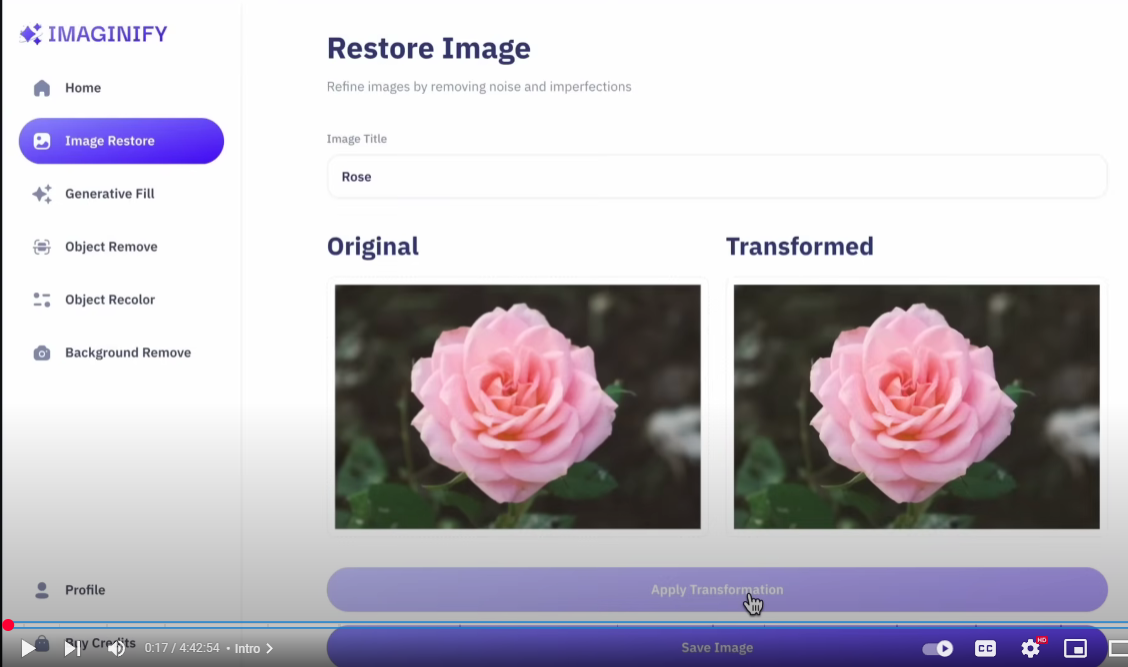 IMAGINIFY
Home
Image Restore
Generative Fill
Object Remove
Object Recolor
Background Remove
Profile
Buy Credits
Restore Image
Refine images by removing noise and imperfections
Image Title
Rose
Original
Transformed
Apply Transformation
Save Image
0:17 / 4:42:54 • Intro
CC
HD